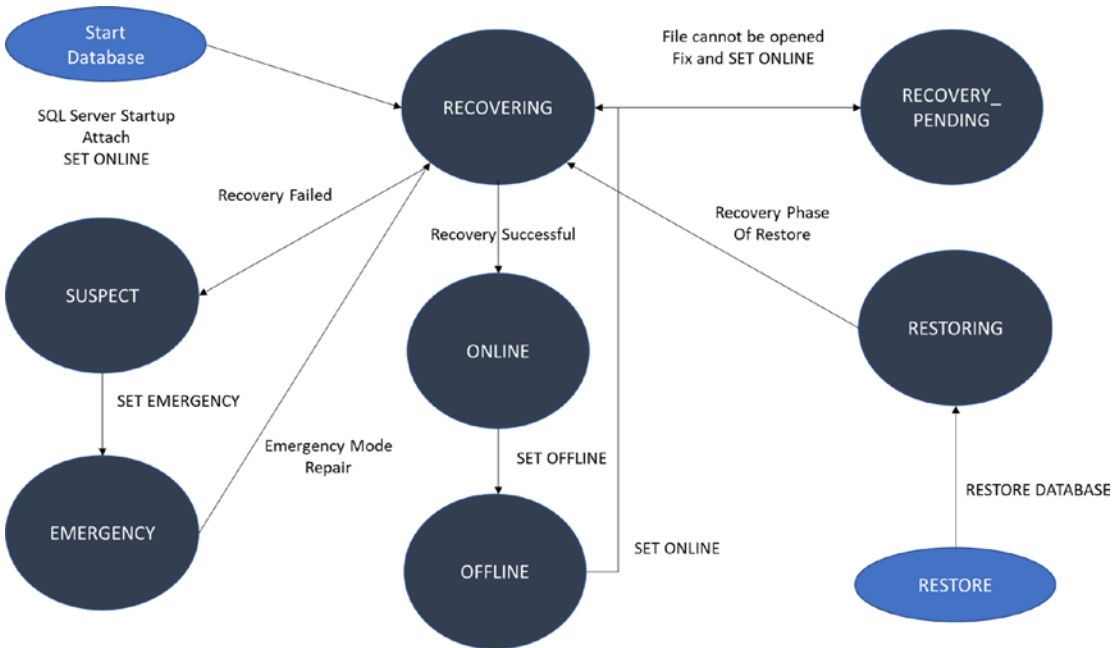 Start
Database
SQL Server Startup
Attach
SET ONLINE
RECOVERING
File cannot be opened
Fix and SET ONLINE
RECOVERY_
PENDING
Recovery Failed
Recovery Successful
Recovery Phase
Of Restore
SUSPECT
ONLINE
RESTORING
SET EMERGENCY
Emergency Mode
Repair
SET OFFLINE
RESTORE DATABASE
EMERGENCY
OFFLINE
SET ONLINE
RESTORE